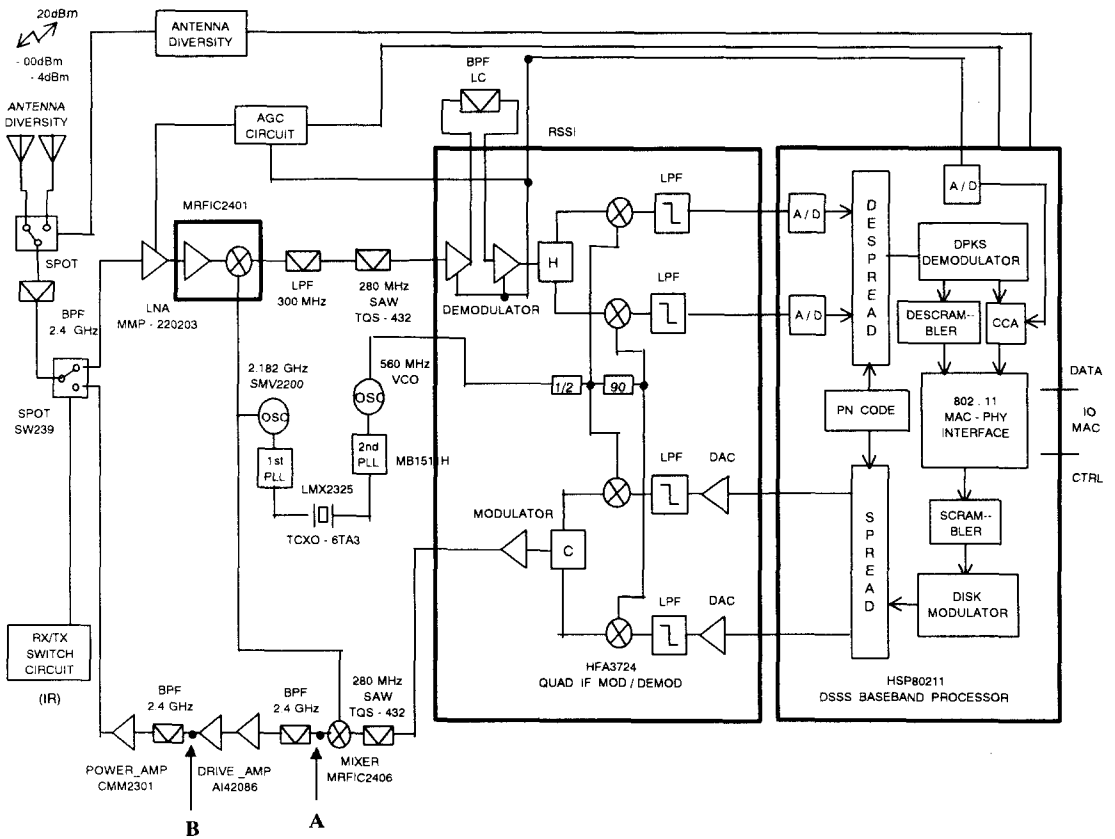 20dBm
- 00dBm
- 4dBm
ANTENNA
DIVERSITY
ANTENNA
DIVERSITY
AGC
CIRCUIT
BPF
LC
RSSI
MRFIC2401
SPOT
BPF
2.4 GHz
LNA
MMP - 220203
LPF
300 MHz
280 MHz
SAW
TQS - 432
DEMODULATOR
H
LPF
LPF
A/D
A/D
A/D
DESPREAD
DPKS
DEMODULATOR
DESCRAM--
BLER
CCA
SPOT
SW239
2.182 GHz
SMV2200
OSC
1st
PLL
560 MHz
VCO
OSC
2nd
PLL
MB1511H
LMX2325
TCXO - 6TA3
1/2
90
PN CODE
802.11
MAC - PHY
INTERFACE
DATA
IO
MAC
CTRL
MODULATOR
C
LPF
DAC
LPF
DAC
SPREAD
SCRAM--
BLER
DISK
MODULATOR
RX/TX
SWITCH
CIRCUIT
(IR)
BPF
2.4 GHz
BPF
2.4 GHz
280 MHz
SAW
TQS - 432
HFA3724
QUAD IF MOD / DEMOD
HSP80211
DSSS BASEBAND PROCESSOR
POWER_AMP
CMM2301
DRIVE_AMP
AI42086
MIXER
MRFIC2406
B
A